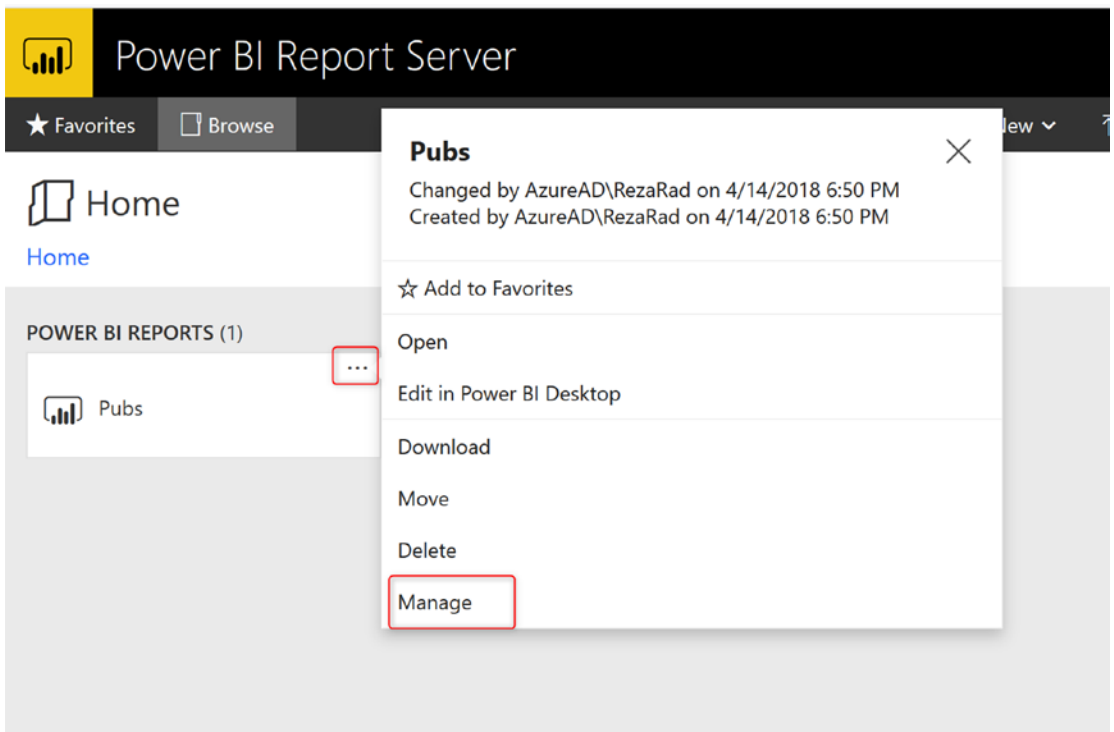 Power BI Report Server
Favorites
Browse
Home
Home
POWER BI REPORTS (1)
...
Pubs
Pubs
Changed by AzureAD\RezaRad on 4/14/2018 6:50 PM
Created by AzureAD\RezaRad on 4/14/2018 6:50 PM
Add to Favorites
Open
Edit in Power BI Desktop
Download
Move
Delete
Manage